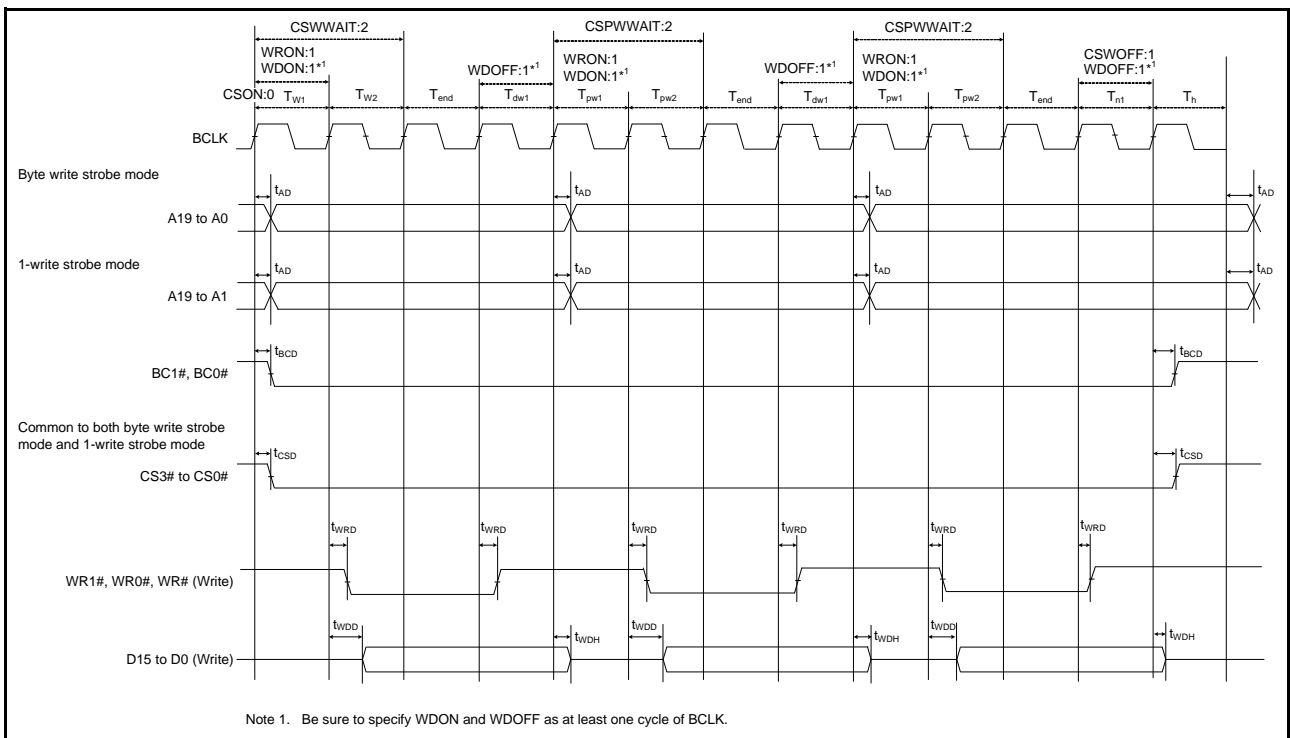 CSWWAIT:2 CSPWWAIT:2 CSPWWAIT:2
WRON:1 WRON:1 WRON:1 CSWOFF:1
WDON:1*1 WDOFF:1*1 WDON:1*1 WDOFF:1*1 WDON:1*1 WDOFF:1*1
CSON:0 TW1 TW2 Tend Tdw1 Tpw1 Tpw2 Tend Tdw1 Tpw1 Tpw2 Tend Tn1 Th
BCLK
Byte write strobe mode
tAD tAD tAD tAD
A19 to A0
1-write strobe mode
tAD tAD tAD tAD
A19 to A1
tBCD tBCD
BC1#, BC0#
Common to both byte write strobe
mode and 1-write strobe mode
tCSD tCSD
CS3# to CS0#
tWRD tWRD tWRD tWRD tWRD tWRD
WR1#, WR0#, WR# (Write)
tWDD tWDH tWDD tWDH tWDD tWDH
D15 to D0 (Write)
Note 1. Be sure to specify WDON and WDOFF as at least one cycle of BCLK.